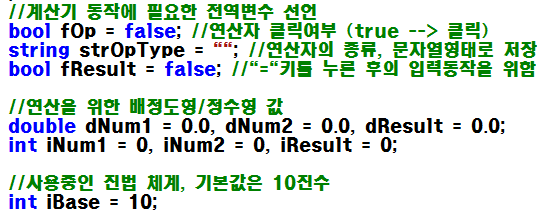 //계산기 동작에 필요한 전역변수 선언
bool fOp = false; //연산자 클릭여부 (true --> 클릭)
string strOpType = ““; //연산자의 종류, 문자열형태로 저장
bool fResult = false; //“=“키를 누른 후의 입력동작을 위함
//연산을 위한 배정도형/정수형 값
double dNum1 = 0.0, dNum2 = 0.0, dResult = 0.0;
int iNum1 = 0, iNum2 = 0, iResult = 0;
//사용중인 진법 체계, 기본값은 10진수
int iBase = 10;